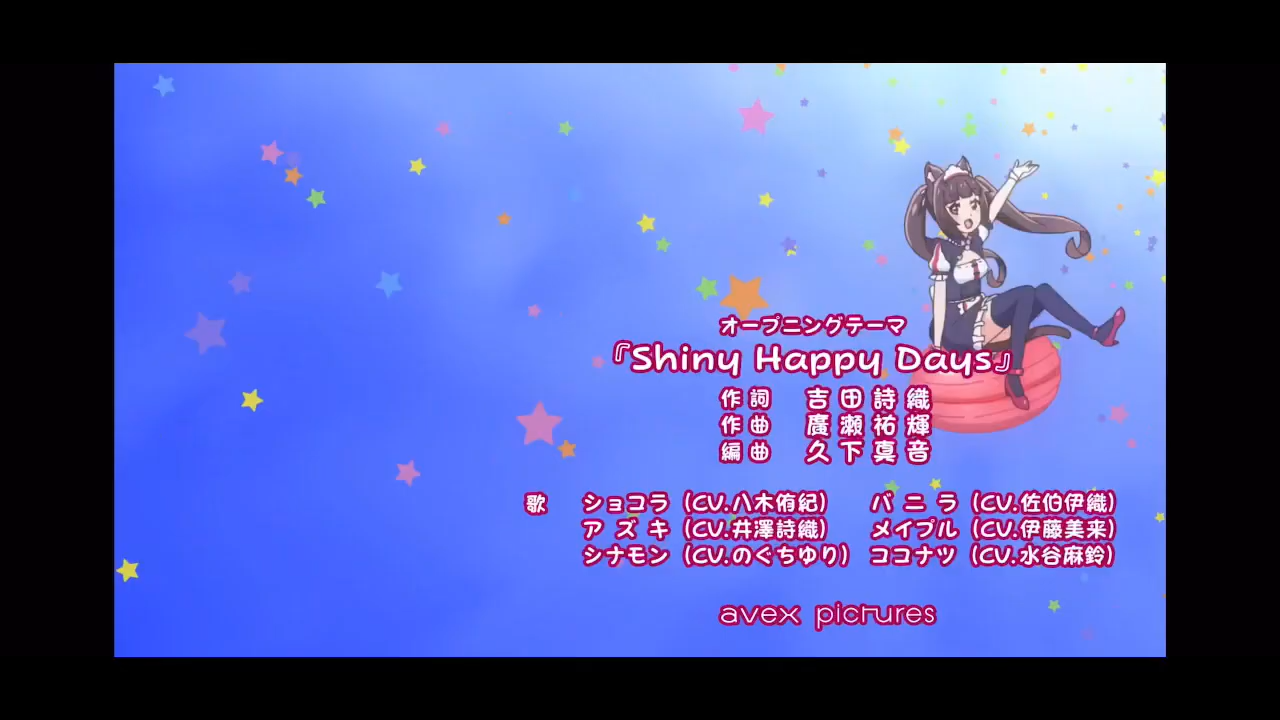 オープニングテーマ
『Shiny Happy Days』
作詞 吉田詩織
作曲 廣瀬祐輝
編曲 久下真音
歌 ショコラ (CV.八木侑紀) バニラ (CV.佐伯伊織)
アズキ (CV.井澤詩織) メイプル (CV.伊藤美来)
シナモン (CV.のぐちゆり) ココナツ (CV.水谷麻鈴)
avex pictures